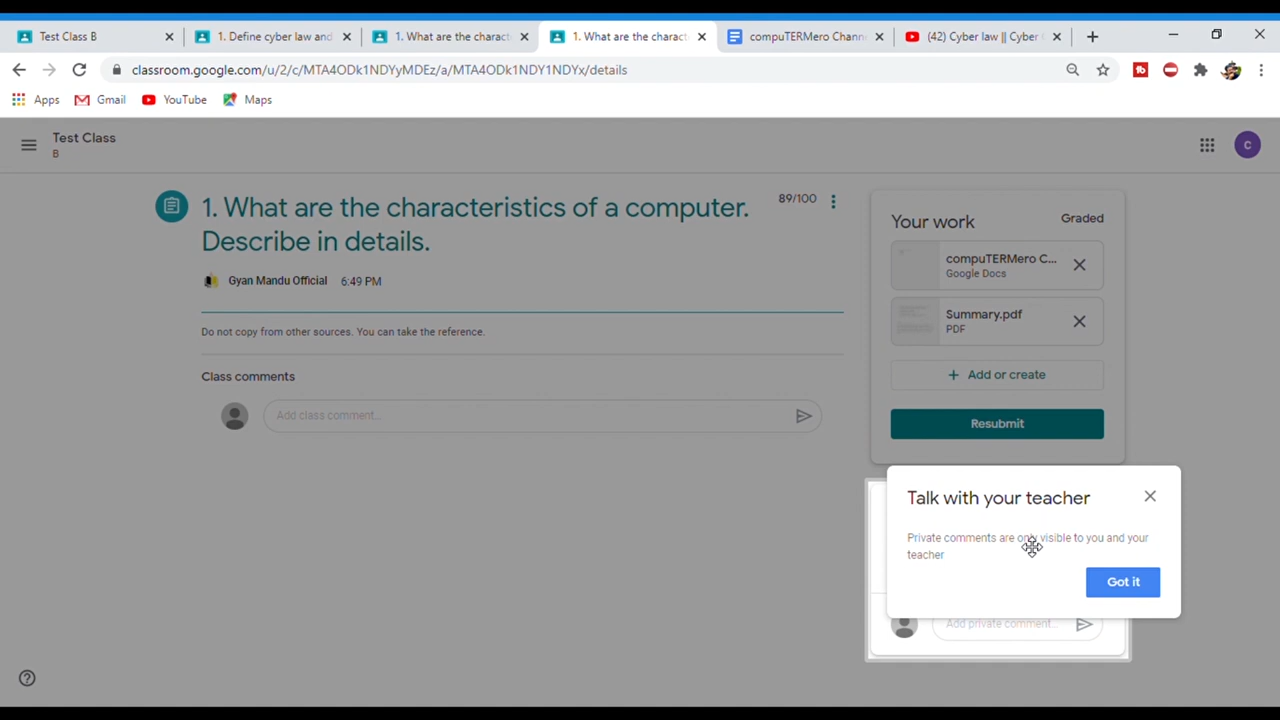 Test Class B
1. Define cyber law and
1. What are the charact
1. What are the charact
compuTERMero Chann
(42) Cyber law || Cyber
classroom.google.com/u/2/c/MTA4ODk1NDYyMDEz/a/MTA4ODk1NDY1NDYx/details
Apps
Gmail
YouTube
Maps
Test Class
B
C
1. What are the characteristics of a computer.
Describe in details.
89/100
Gyan Mandu Official
6:49 PM
Do not copy from other sources. You can take the reference.
Class comments
Add class comment...
Your work
Graded
compuTERMero C...
Google Docs
Summary.pdf
PDF
+ Add or create
Resubmit
Talk with your teacher
Private comments are only visible to you and your
teacher
Got it
Add private comment...